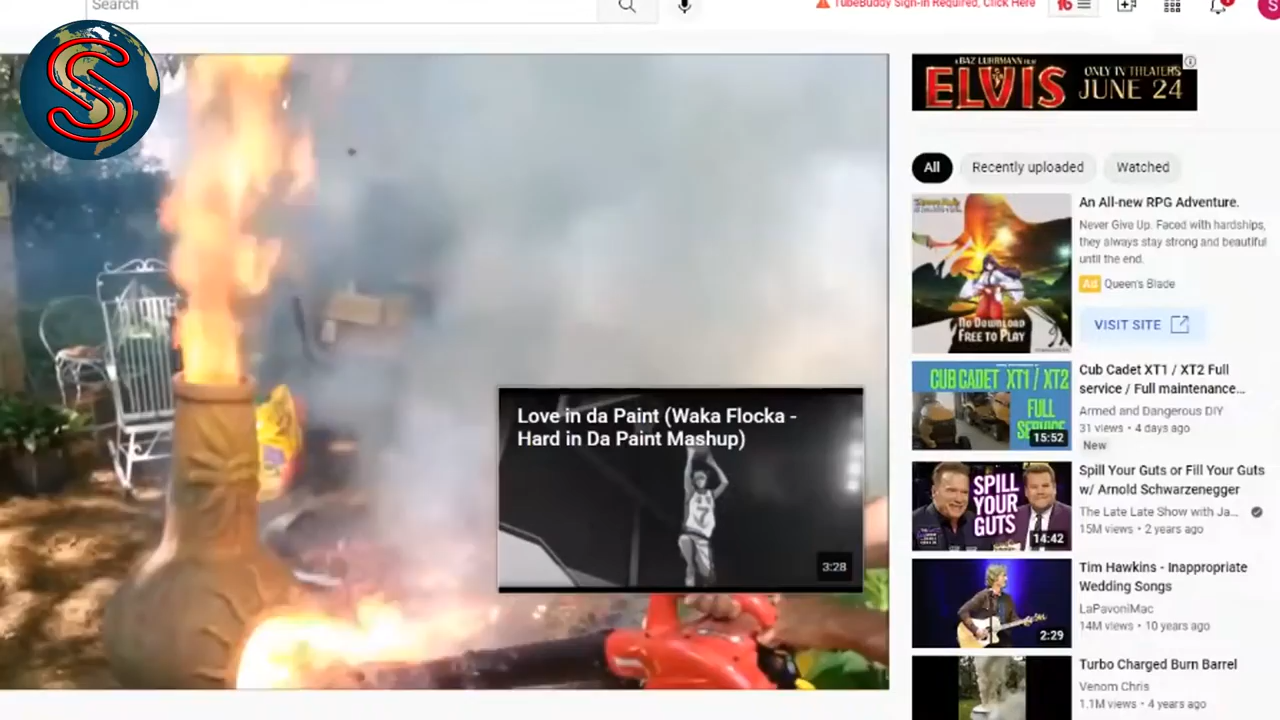 Search
TubeBuddy Sign-in Required, Click Here
16
S
S
A BAZ LUHRMANN FILM
ELVIS
ONLY IN THEATERS
JUNE 24
All
Recently uploaded
Watched
An All-new RPG Adventure.
Never Give Up. Faced with hardships,
they always stay strong and beautiful
until the end.
Ad Queen's Blade
VISIT SITE
No Download
Free to Play
Love in da Paint (Waka Flocka -
Hard in Da Paint Mashup)
7
3:28
CUB CADET XT1 / XT2
FULL
SERVICE
15:52
Cub Cadet XT1 / XT2 Full
service / Full maintenance...
Armed and Dangerous DIY
31 views • 4 days ago
New
SPILL
YOUR
GUTS
14:42
Spill Your Guts or Fill Your Guts
w/ Arnold Schwarzenegger
The Late Late Show with Ja...
15M views • 2 years ago
2:29
Tim Hawkins - Inappropriate
Wedding Songs
LaPavoniMac
14M views • 10 years ago
Turbo Charged Burn Barrel
Venom Chris
1.1M views • 4 years ago